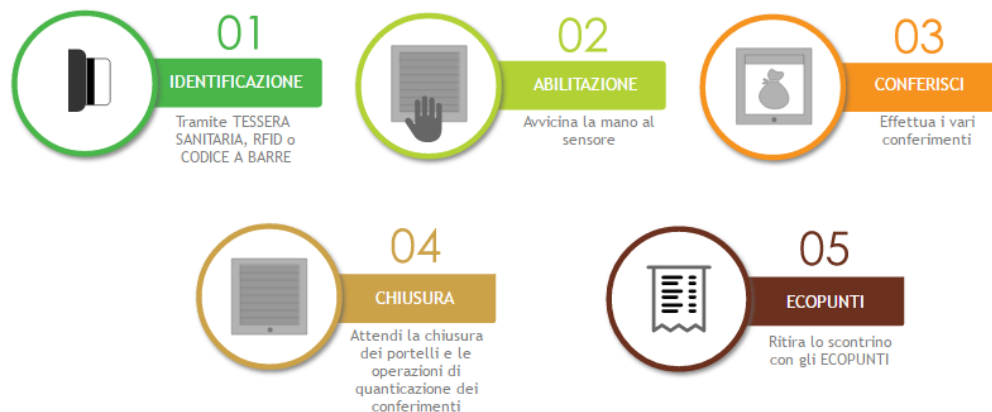 01
IDENTIFICAZIONE
Tramite TESSERA
SANITARIA, RFID o
CODICE A BARRE
02
ABILITAZIONE
Avvicina la mano al
sensore
03
CONFERISCI
Effettua i vari
conferimenti
04
CHIUSURA
Attendi la chiusura
dei portelli e le
operazioni di
quanticazione dei
conferimenti
05
ECOPUNTI
Ritira lo scontrino
con gli ECOPUNTI